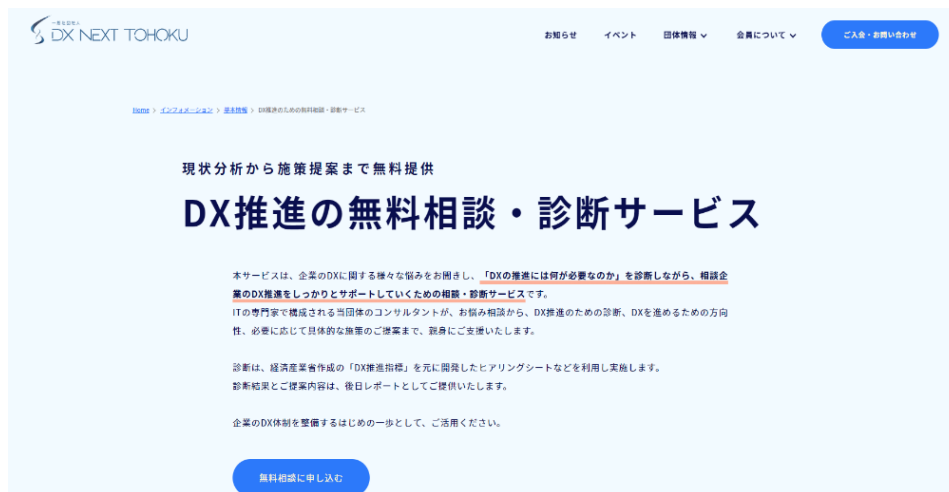 一般社団法人
DX NEXT TOHOKU
お知らせ
イベント
団体情報
会員について
ご入会・お問い合わせ
Home > インフォメーション > 基本情報 > DX推進のための無料相談・診断サービス
現状分析から施策提案まで無料提供
DX推進の無料相談・診断サービス
本サービスは、企業のDXに関する様々な悩みをお聞きし、「DXの推進には何が必要なのか」を診断しながら、相談企
業のDX推進をしっかりとサポートしていくための相談・診断サービスです。
ITの専門家で構成される当団体のコンサルタントが、お悩み相談から、DX推進のための診断、DXを進めるための方向
性、必要に応じて具体的な施策のご提案まで、親身にご支援いたします。
診断は、経済産業省作成の「DX推進指標」を元に開発したヒアリングシートなどを利用し実施します。
診断結果とご提案内容は、後日レポートとしてご提供いたします。
企業のDX体制を整備するはじめの一歩として、ご活用ください。
無料相談に申し込む